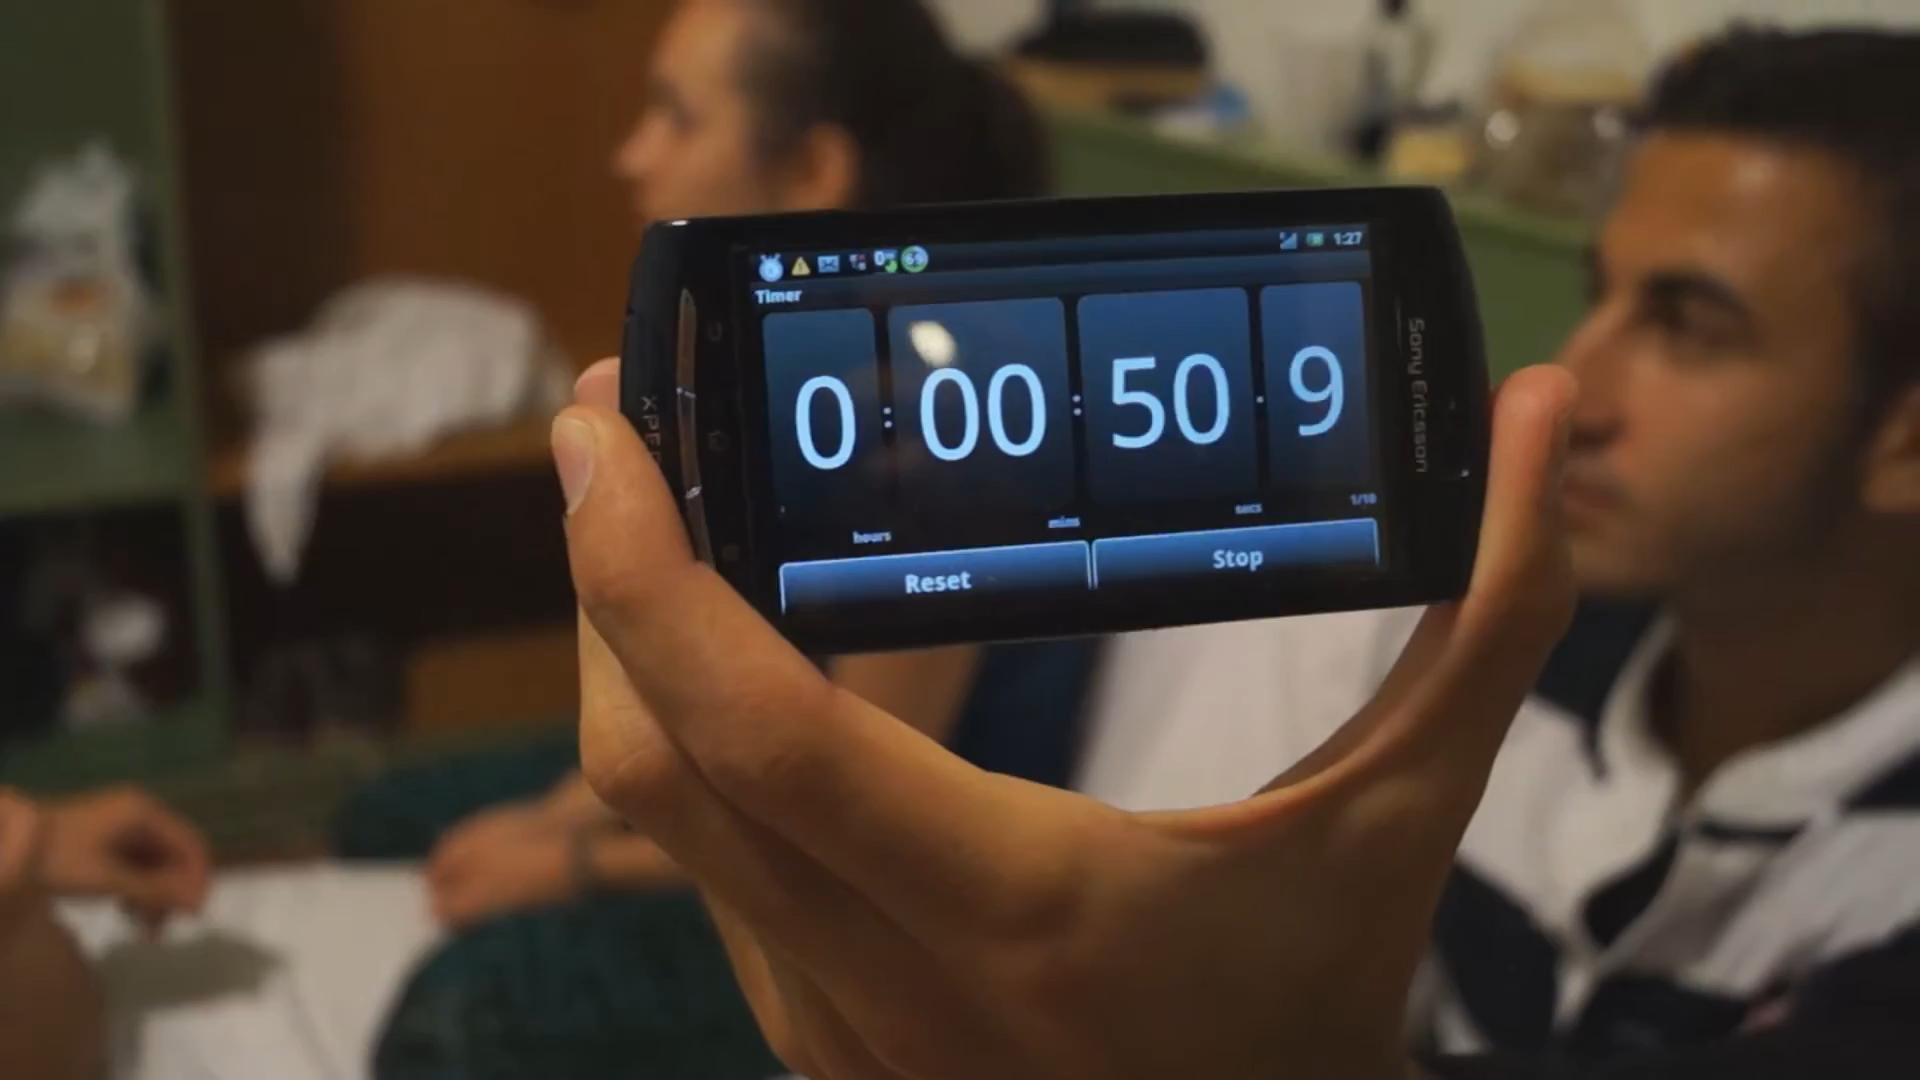 1:27
Timer
0 : 00 : 50 . 9
hours mins secs 1/10
Reset Stop
Sony Ericsson